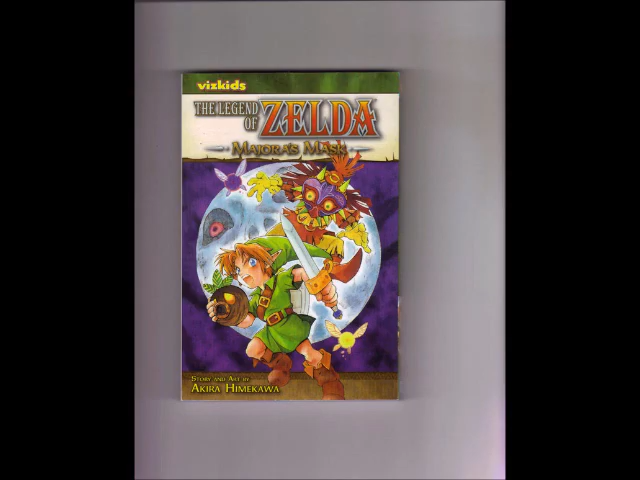 vizkids
THE LEGEND
OF ZELDA
MAJORA'S MASK
STORY AND ART BY
AKIRA HIMEKAWA